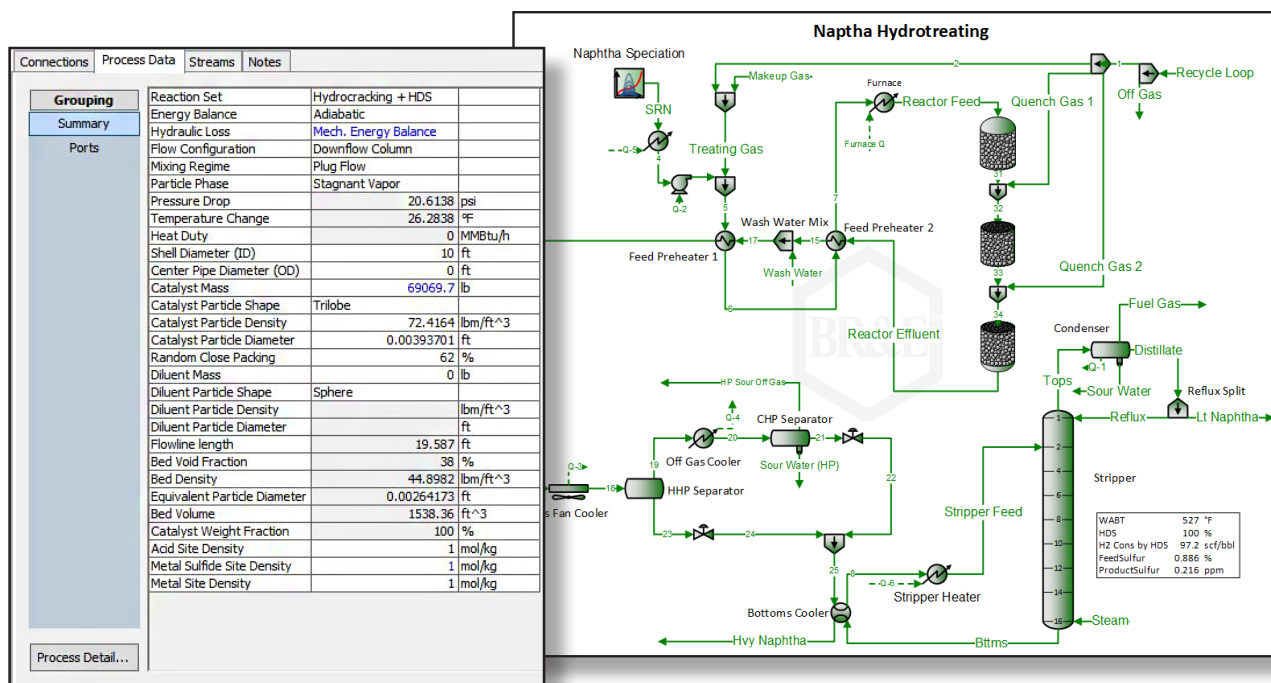 Connections Process Data Streams Notes
Grouping
Summary
Ports
Reaction Set Hydrocracking + HDS
Energy Balance Adiabatic
Hydraulic Loss Mech. Energy Balance
Flow Configuration Downflow Column
Mixing Regime Plug Flow
Particle Phase Stagnant Vapor
Pressure Drop 20.6138 psi
Temperature Change 26.2838 °F
Heat Duty 0 MMBtu/h
Shell Diameter (ID) 10 ft
Center Pipe Diameter (OD) 0 ft
Catalyst Mass 69069.7 lb
Catalyst Particle Shape Trilobe
Catalyst Particle Density 72.4164 lbm/ft^3
Catalyst Particle Diameter 0.00393701 ft
Random Close Packing 62 %
Diluent Mass 0 lb
Diluent Particle Shape Sphere
Diluent Particle Density lbm/ft^3
Diluent Particle Diameter ft
Flowline length 19.587 ft
Bed Void Fraction 38 %
Bed Density 44.8982 lbm/ft^3
Equivalent Particle Diameter 0.00264173 ft
Bed Volume 1538.36 ft^3
Catalyst Weight Fraction 100 %
Acid Site Density 1 mol/kg
Metal Sulfide Site Density 1 mol/kg
Metal Site Density 1 mol/kg
Process Detail...
Naptha Hydrotreating
Naphtha Speciation
SRN
Q-5
4
Q-2
Makeup Gas
Treating Gas
5
2
1
Recycle Loop
Off Gas
Furnace
Reactor Feed
Furnace Q
Quench Gas 1
31
32
33
Quench Gas 2
34
7
Wash Water Mix
17
15
Feed Preheater 1
Feed Preheater 2
Wash Water
6
Reactor Effluent
BR&E
Fuel Gas
Condenser
Distillate
Q-1
Tops
Sour Water
Reflux Split
Reflux
Lt Naphtha
HP Sour Off Gas
Q-4
CHP Separator
20
21
Off Gas Cooler
Sour Water (HP)
19
22
Q-3
18
HHP Separator
s Fan Cooler
23
24
25
8
Q-6
Stripper Heater
Stripper Feed
Stripper
1
2
4
6
8
10
12
14
16
WABT 527 °F
HDS 100 %
H2 Cons by HDS 97.2 scf/bbl
FeedSulfur 0.886 %
ProductSulfur 0.216 ppm
Bottoms Cooler
Hvy Naphtha
Bttms
Steam